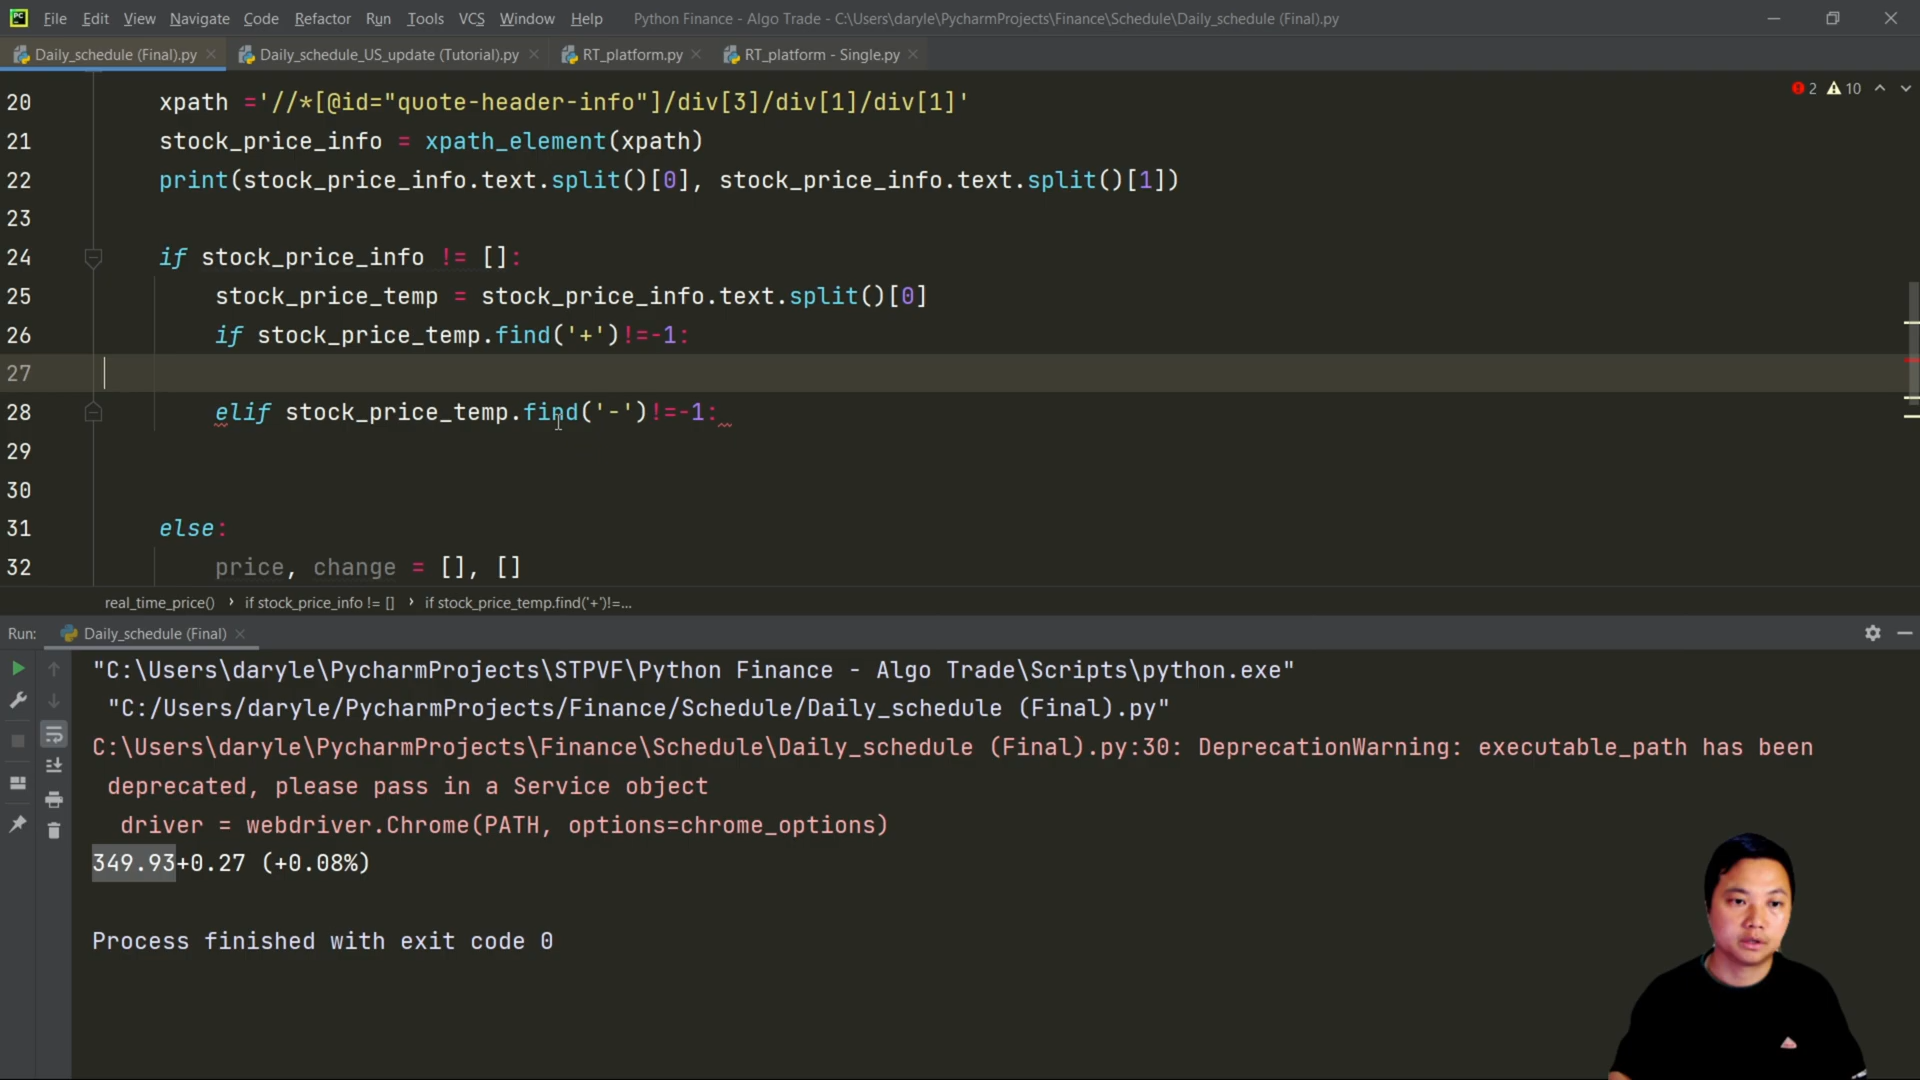 PC File Edit View Navigate Code Refactor Run Tools VCS Window Help Python Finance - Algo Trade - C:\Users\daryle\PycharmProjects\Finance\Schedule\Daily_schedule (Final).py
Daily_schedule (Final).py Daily_schedule_US_update (Tutorial).py RT_platform.py RT_platform - Single.py
2 10
20 xpath ='//*[@id="quote-header-info"]/div[3]/div[1]/div[1]'
21 stock_price_info = xpath_element(xpath)
22 print(stock_price_info.text.split()[0], stock_price_info.text.split()[1])
23
24 if stock_price_info != []:
25 stock_price_temp = stock_price_info.text.split()[0]
26 if stock_price_temp.find('+')!=-1:
27
28 elif stock_price_temp.find('-')!=-1:
29
30
31 else:
32 price, change = [], []
real_time_price() › if stock_price_info != [] › if stock_price_temp.find('+')!=...
Run: Daily_schedule (Final)
"C:\Users\daryle\PycharmProjects\STPVF\Python Finance - Algo Trade\Scripts\python.exe"
"C:/Users/daryle/PycharmProjects/Finance/Schedule/Daily_schedule (Final).py"
C:\Users\daryle\PycharmProjects\Finance\Schedule\Daily_schedule (Final).py:30: DeprecationWarning: executable_path has been
deprecated, please pass in a Service object
driver = webdriver.Chrome(PATH, options=chrome_options)
349.93+0.27 (+0.08%)
Process finished with exit code 0